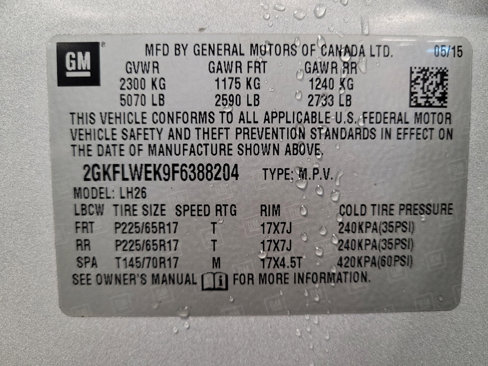 GM MFD BY GENERAL MOTORS OF CANADA LTD. 05/15
GVWR GAWR FRT GAWR RR
2300 KG 1175 KG 1240 KG
5070 LB 2590 LB 2733 LB
THIS VEHICLE CONFORMS TO ALL APPLICABLE U.S. FEDERAL MOTOR
VEHICLE SAFETY AND THEFT PREVENTION STANDARDS IN EFFECT ON
THE DATE OF MANUFACTURE SHOWN ABOVE.
2GKFLWEK9F6388204 TYPE: M.P.V.
MODEL: LH26
LBCW TIRE SIZE SPEED RTG RIM COLD TIRE PRESSURE
FRT P225/65R17 T 17X7J 240KPA(35PSI)
RR P225/65R17 T 17X7J 240KPA(35PSI)
SPA T145/70R17 M 17X4.5T 420KPA(60PSI)
SEE OWNER'S MANUAL FOR MORE INFORMATION.